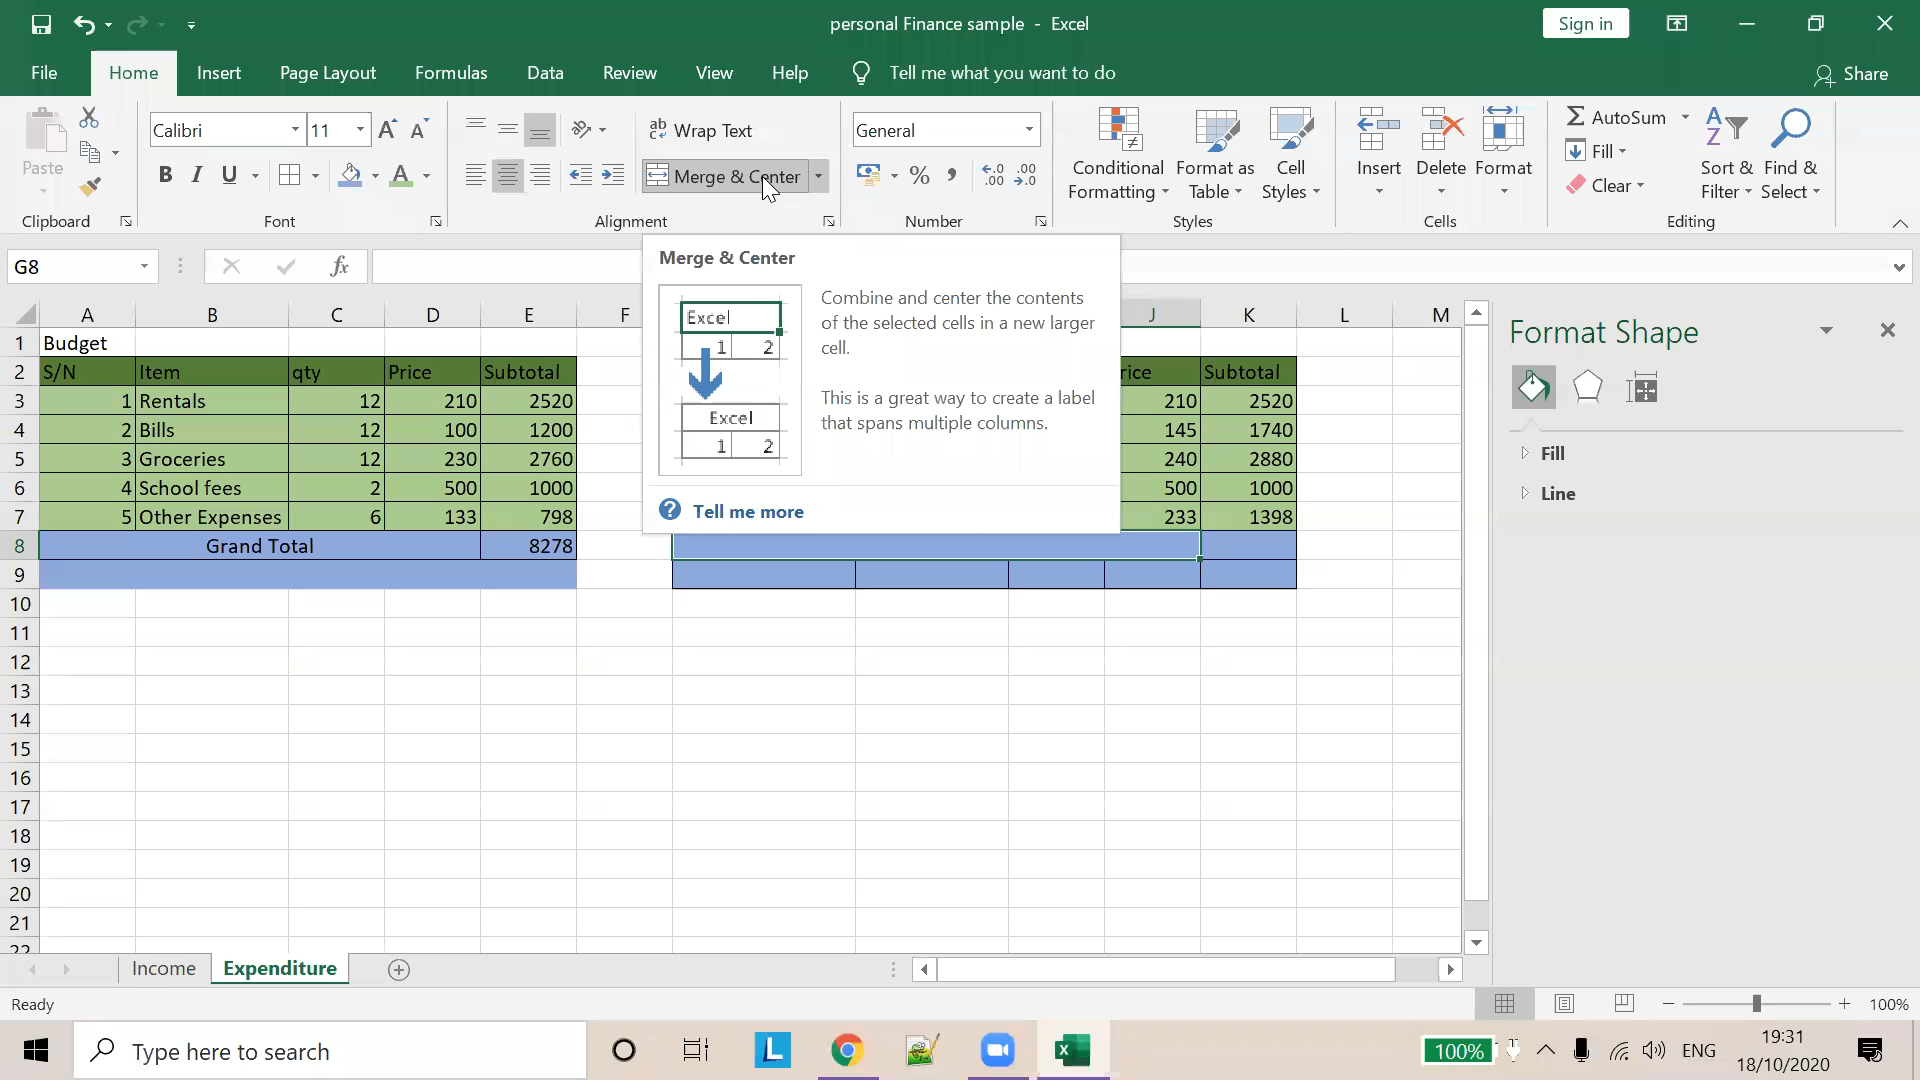 personal Finance sample - Excel
Sign in
File Home Insert Page Layout Formulas Data Review View Help Tell me what you want to do Share
Paste
Clipboard
Calibri 11
B I U A
Font
ab Wrap Text
Merge & Center
Alignment
General
% , .00 .00
Number
Conditional Formatting
Format as Table
Cell Styles
Styles
Insert Delete Format
Cells
AutoSum
Fill
Clear
Sort & Filter
Find & Select
Editing
G8 fx
Merge & Center
Excel
1 2
Excel
1 2
Combine and center the contents
of the selected cells in a new larger
cell.
This is a great way to create a label
that spans multiple columns.
Tell me more
A B C D E F J K L M
1 Budget
2 S/N Item qty Price Subtotal rice Subtotal
3 1 Rentals 12 210 2520 210 2520
4 2 Bills 12 100 1200 145 1740
5 3 Groceries 12 230 2760 240 2880
6 4 School fees 2 500 1000 500 1000
7 5 Other Expenses 6 133 798 233 1398
8 Grand Total 8278
9
10
11
12
13
14
15
16
17
18
19
20
21
22
Format Shape
Fill
Line
Income Expenditure
Ready
100%
Type here to search
L
100%
ENG
19:31
18/10/2020